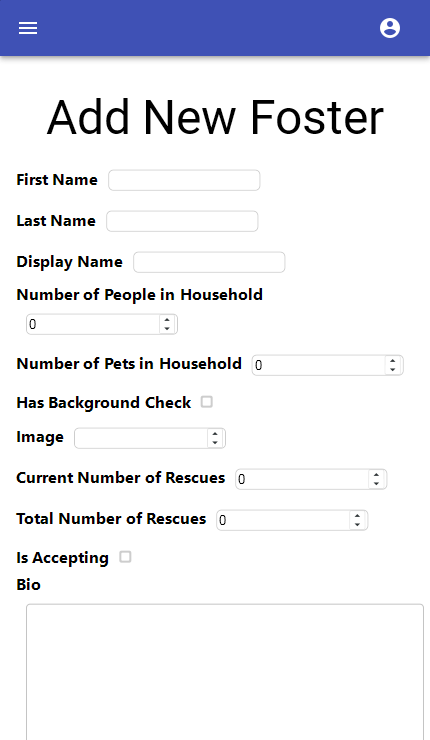 Add New Foster
First Name
Last Name
Display Name
Number of People in Household
0
Number of Pets in Household 0
Has Background Check
Image
Current Number of Rescues 0
Total Number of Rescues 0
Is Accepting
Bio